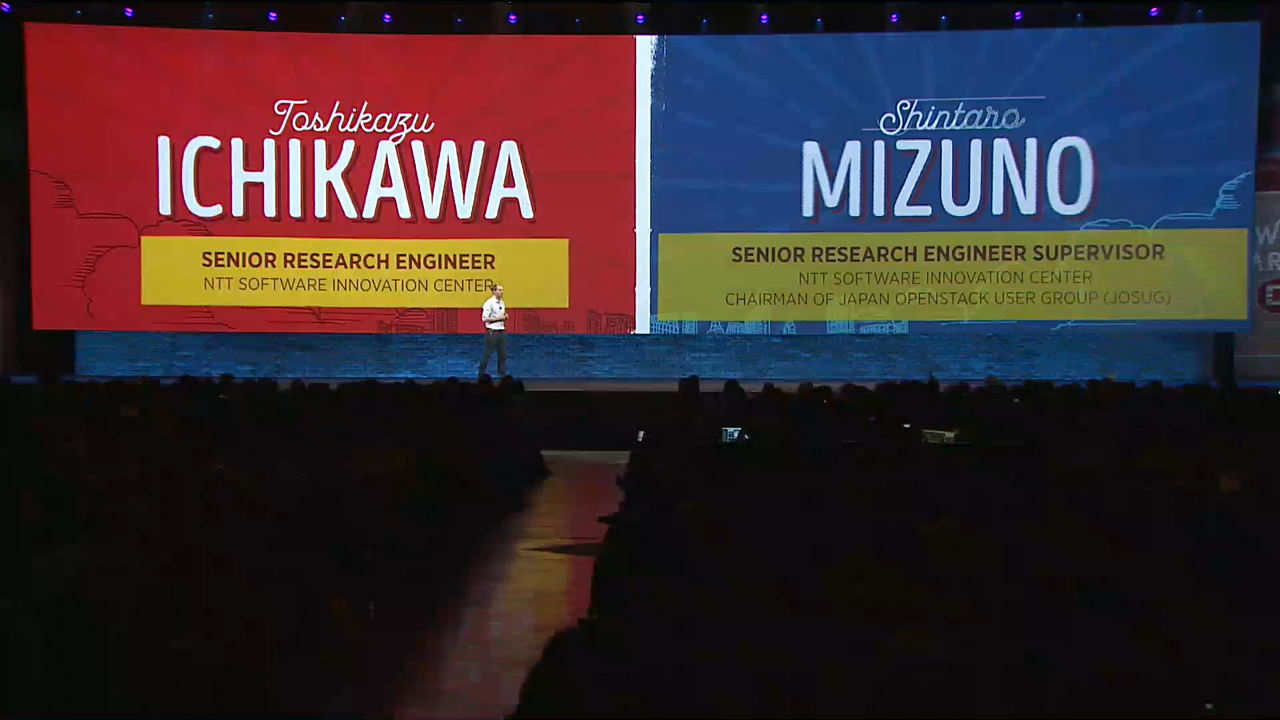 Toshikazu
ICHIKAWA
SENIOR RESEARCH ENGINEER
NTT SOFTWARE INNOVATION CENTER
Shintaro
MIZUNO
SENIOR RESEARCH ENGINEER SUPERVISOR
NTT SOFTWARE INNOVATION CENTER
CHAIRMAN OF JAPAN OPENSTACK USER GROUP (JOSUG)